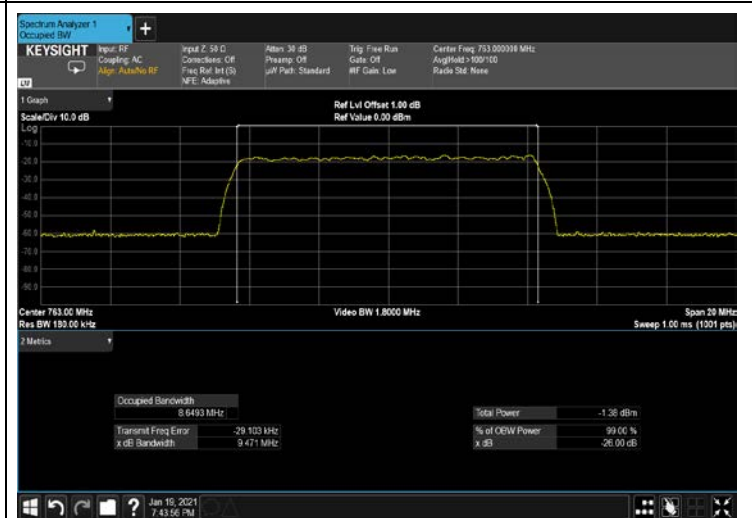 Spectrum Analyzer 1
Occupied BW
+
KEYSIGHT
Input: RF
Coupling: AC
Align: Auto/No RF
Input Z: 50 Ω
Corrections: Off
Freq Ref: Int (S)
NFE: Adaptive
Atten: 30 dB
Preamp: Off
µW Path: Standard
Trig: Free Run
Gate: Off
#IF Gain: Low
Center Freq: 763.000000 MHz
Avg|Hold:>100/100
Radio Std: None
1 Graph
Scale/Div 10.0 dB
Ref Lvl Offset 1.00 dB
Ref Value 0.00 dBm
Log
-10.0
-20.0
-30.0
-40.0
-50.0
-60.0
-70.0
-80.0
-90.0
Center 763.00 MHz
Res BW 180.00 kHz
Video BW 1.8000 MHz
Span 20 MHz
Sweep 1.00 ms (1001 pts)
2 Metrics
Occupied Bandwidth
8.6493 MHz
Transmit Freq Error -29.103 kHz
x dB Bandwidth 9.471 MHz
Total Power -1.38 dBm
% of OBW Power 99.00 %
x dB -26.00 dB
?
Jan 19, 2021
7:43:56 PM